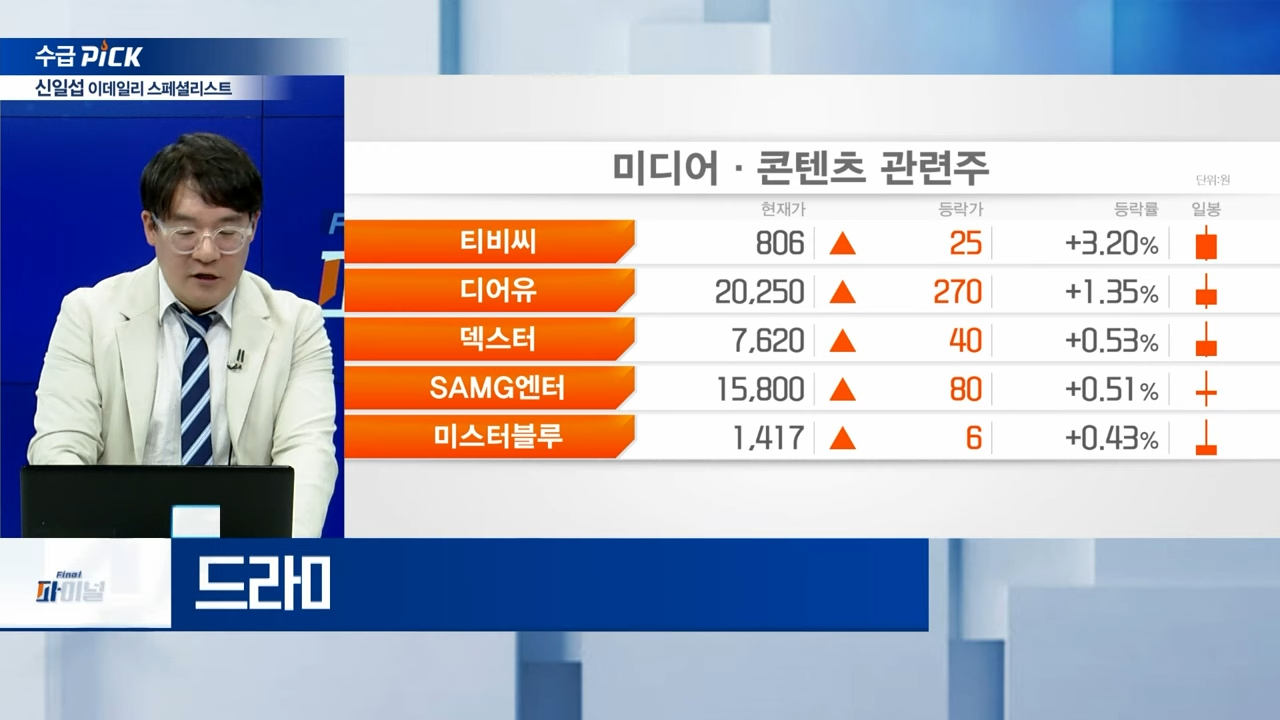 수급 PiCK
신일섭 이데일리 스페셜리스트
미디어 · 콘텐츠 관련주
단위:원
현재가 등락가 등락률 일봉
티비씨 806 ▲ 25 +3.20%
디어유 20,250 ▲ 270 +1.35%
덱스터 7,620 ▲ 40 +0.53%
SAMG엔터 15,800 ▲ 80 +0.51%
미스터블루 1,417 ▲ 6 +0.43%
Final
파이널
드라